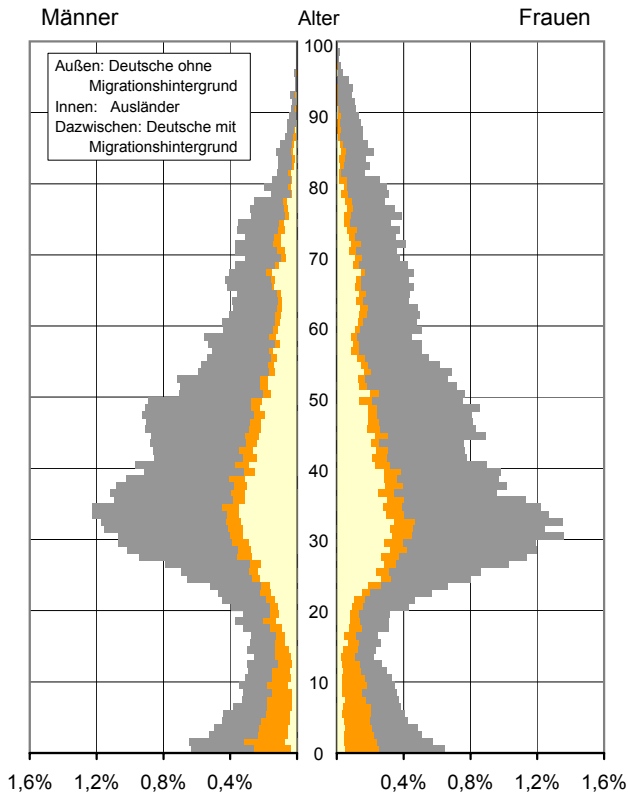 Männer Alter Frauen
100
Außen: Deutsche ohne
Migrationshintergrund
Innen: Ausländer
Dazwischen: Deutsche mit
Migrationshintergrund
90
80
70
60
50
40
30
20
10
0
1,6% 1,2% 0,8% 0,4% 0,4% 0,8% 1,2% 1,6%